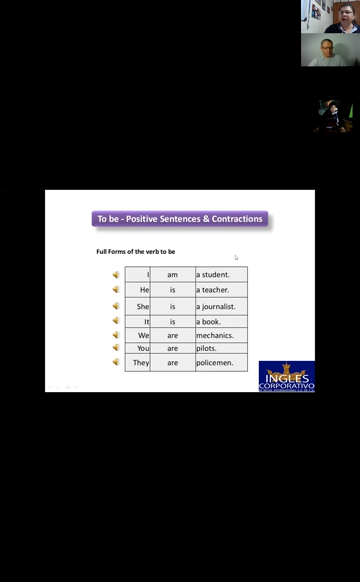 To be - Positive Sentences & Contractions
Full Forms of the verb to be
I am a student.
He is a teacher.
She is a journalist.
It is a book.
We are mechanics.
You are pilots.
They are policemen.
INGLES
CORPORATIVO